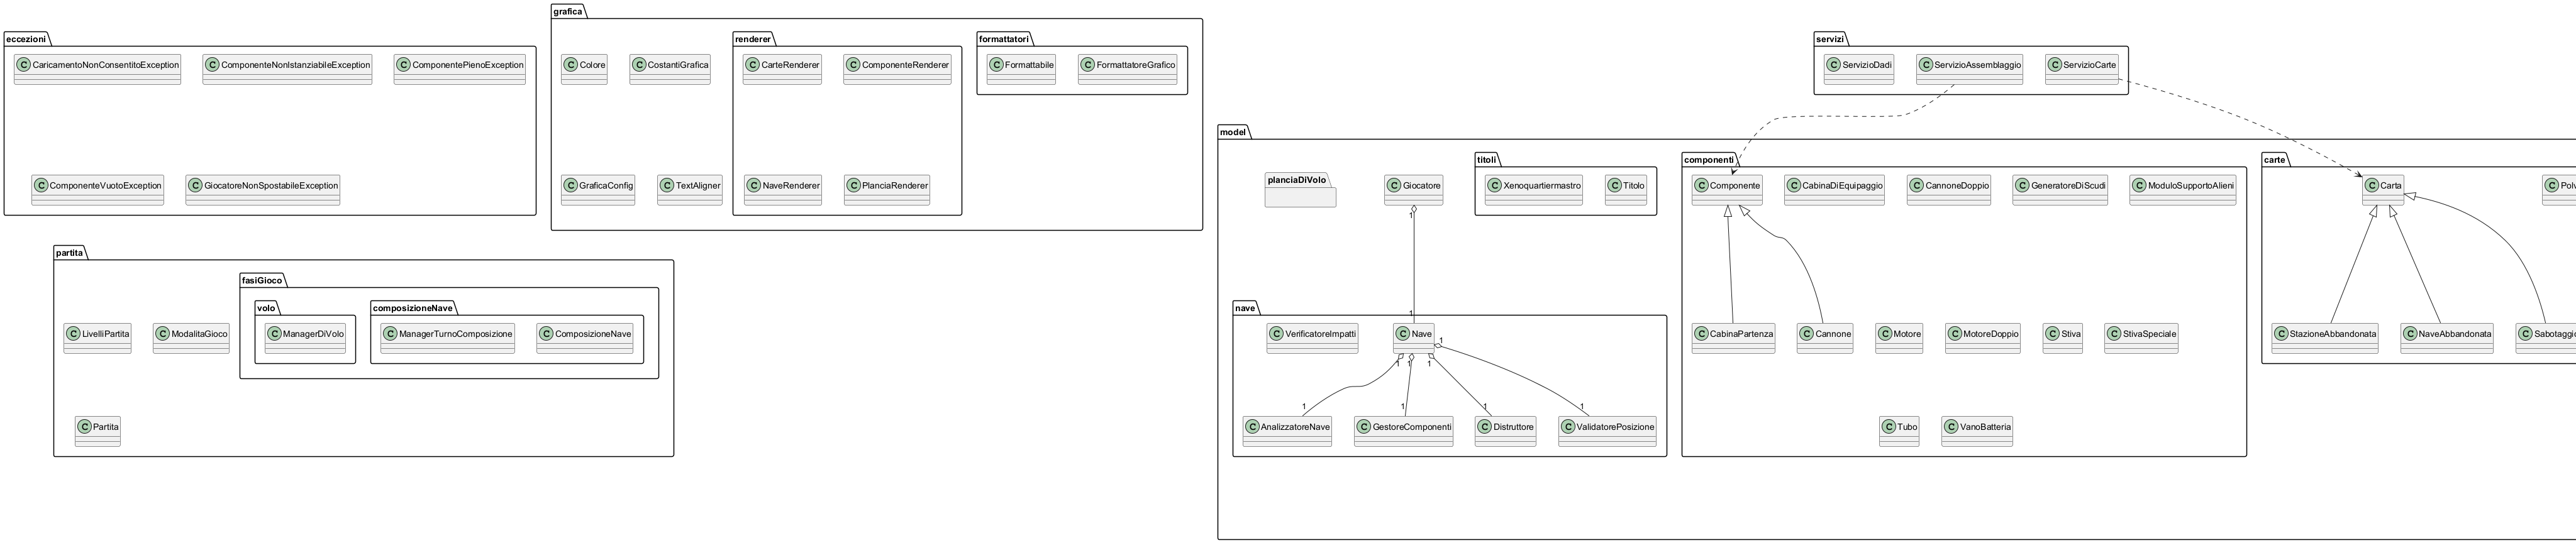 eccezioni
C CaricamentoNonConsentitoException
C ComponenteNonIstanziabileException
C ComponentePienoException
C ComponenteVuotoException
C GiocatoreNonSpostabileException
grafica
C Colore
C CostantiGrafica
C GraficaConfig
C TextAligner
renderer
C CarteRenderer
C ComponenteRenderer
C NaveRenderer
C PlanciaRenderer
formattatori
C Formattabile
C FormattatoreGrafico
partita
C LivelliPartita
C ModalitaGioco
C Partita
fasiGioco
volo
C ManagerDiVolo
composizioneNave
C ManagerTurnoComposizione
C ComposizioneNave
servizi
C ServizioDadi
C ServizioAssemblaggio
C ServizioCarte
model
planciaDiVolo
C Giocatore
1
1
titoli
C Xenoquartiermastro
C Titolo
nave
C VerificatoreImpatti
C Nave
1
1
1
1
1
1
1
1
C AnalizzatoreNave
C GestoreComponenti
C Distruttore
C ValidatorePosizione
componenti
C Componente
C CabinaDiEquipaggio
C CannoneDoppio
C GeneratoreDiScudi
C ModuloSupportoAlieni
C CabinaPartenza
C Cannone
C Motore
C MotoreDoppio
C Stiva
C StivaSpeciale
C Tubo
C VanoBatteria
carte
C Carta
C Polv
C StazioneAbbandonata
C NaveAbbandonata
C Sabotaggio